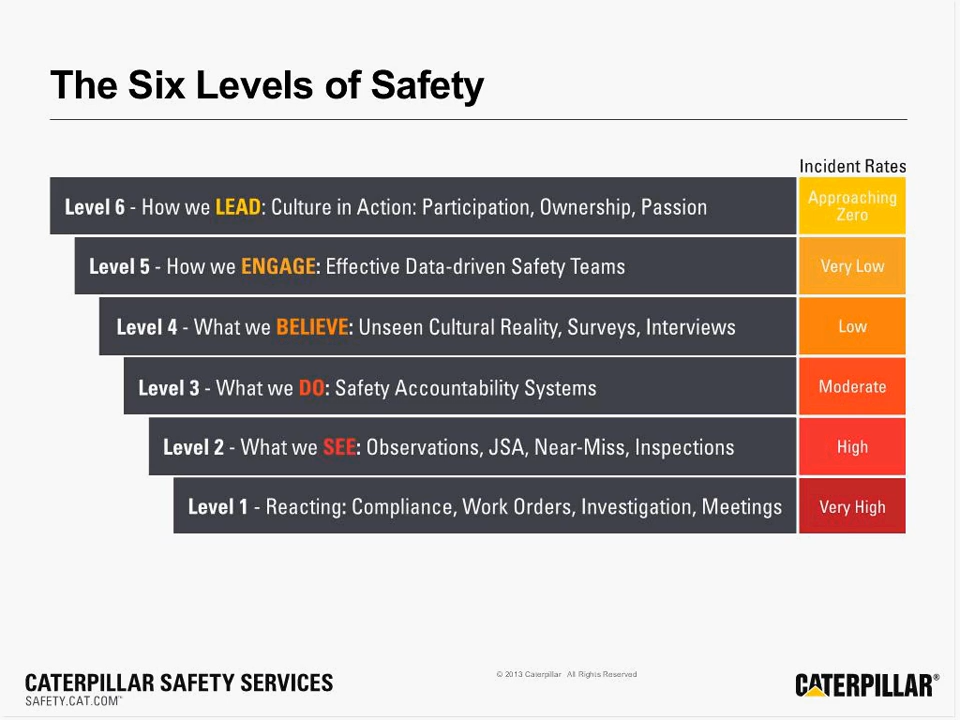 The Six Levels of Safety
Incident Rates
Level 6 - How we LEAD: Culture in Action: Participation, Ownership, Passion
Approaching
Zero
Level 5 - How we ENGAGE: Effective Data-driven Safety Teams
Very Low
Level 4 - What we BELIEVE: Unseen Cultural Reality, Surveys, Interviews
Low
Level 3 - What we DO: Safety Accountability Systems
Moderate
Level 2 - What we SEE: Observations, JSA, Near-Miss, Inspections
High
Level 1 - Reacting: Compliance, Work Orders, Investigation, Meetings
Very High
CATERPILLAR SAFETY SERVICES
SAFETY.CAT.COM™
© 2013 Caterpillar All Rights Reserved
CATERPILLAR®